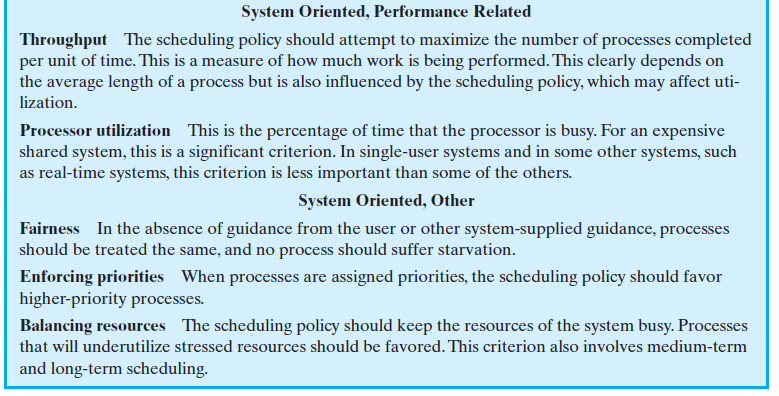 System Oriented, Performance Related
Throughput The scheduling policy should attempt to maximize the number of processes completed
per unit of time. This is a measure of how much work is being performed. This clearly depends on
the average length of a process but is also influenced by the scheduling policy, which may affect uti-
lization.
Processor utilization This is the percentage of time that the processor is busy. For an expensive
shared system, this is a significant criterion. In single-user systems and in some other systems, such
as real-time systems, this criterion is less important than some of the others.
System Oriented, Other
Fairness In the absence of guidance from the user or other system-supplied guidance, processes
should be treated the same, and no process should suffer starvation.
Enforcing priorities When processes are assigned priorities, the scheduling policy should favor
higher-priority processes.
Balancing resources The scheduling policy should keep the resources of the system busy. Processes
that will underutilize stressed resources should be favored. This criterion also involves medium-term
and long-term scheduling.